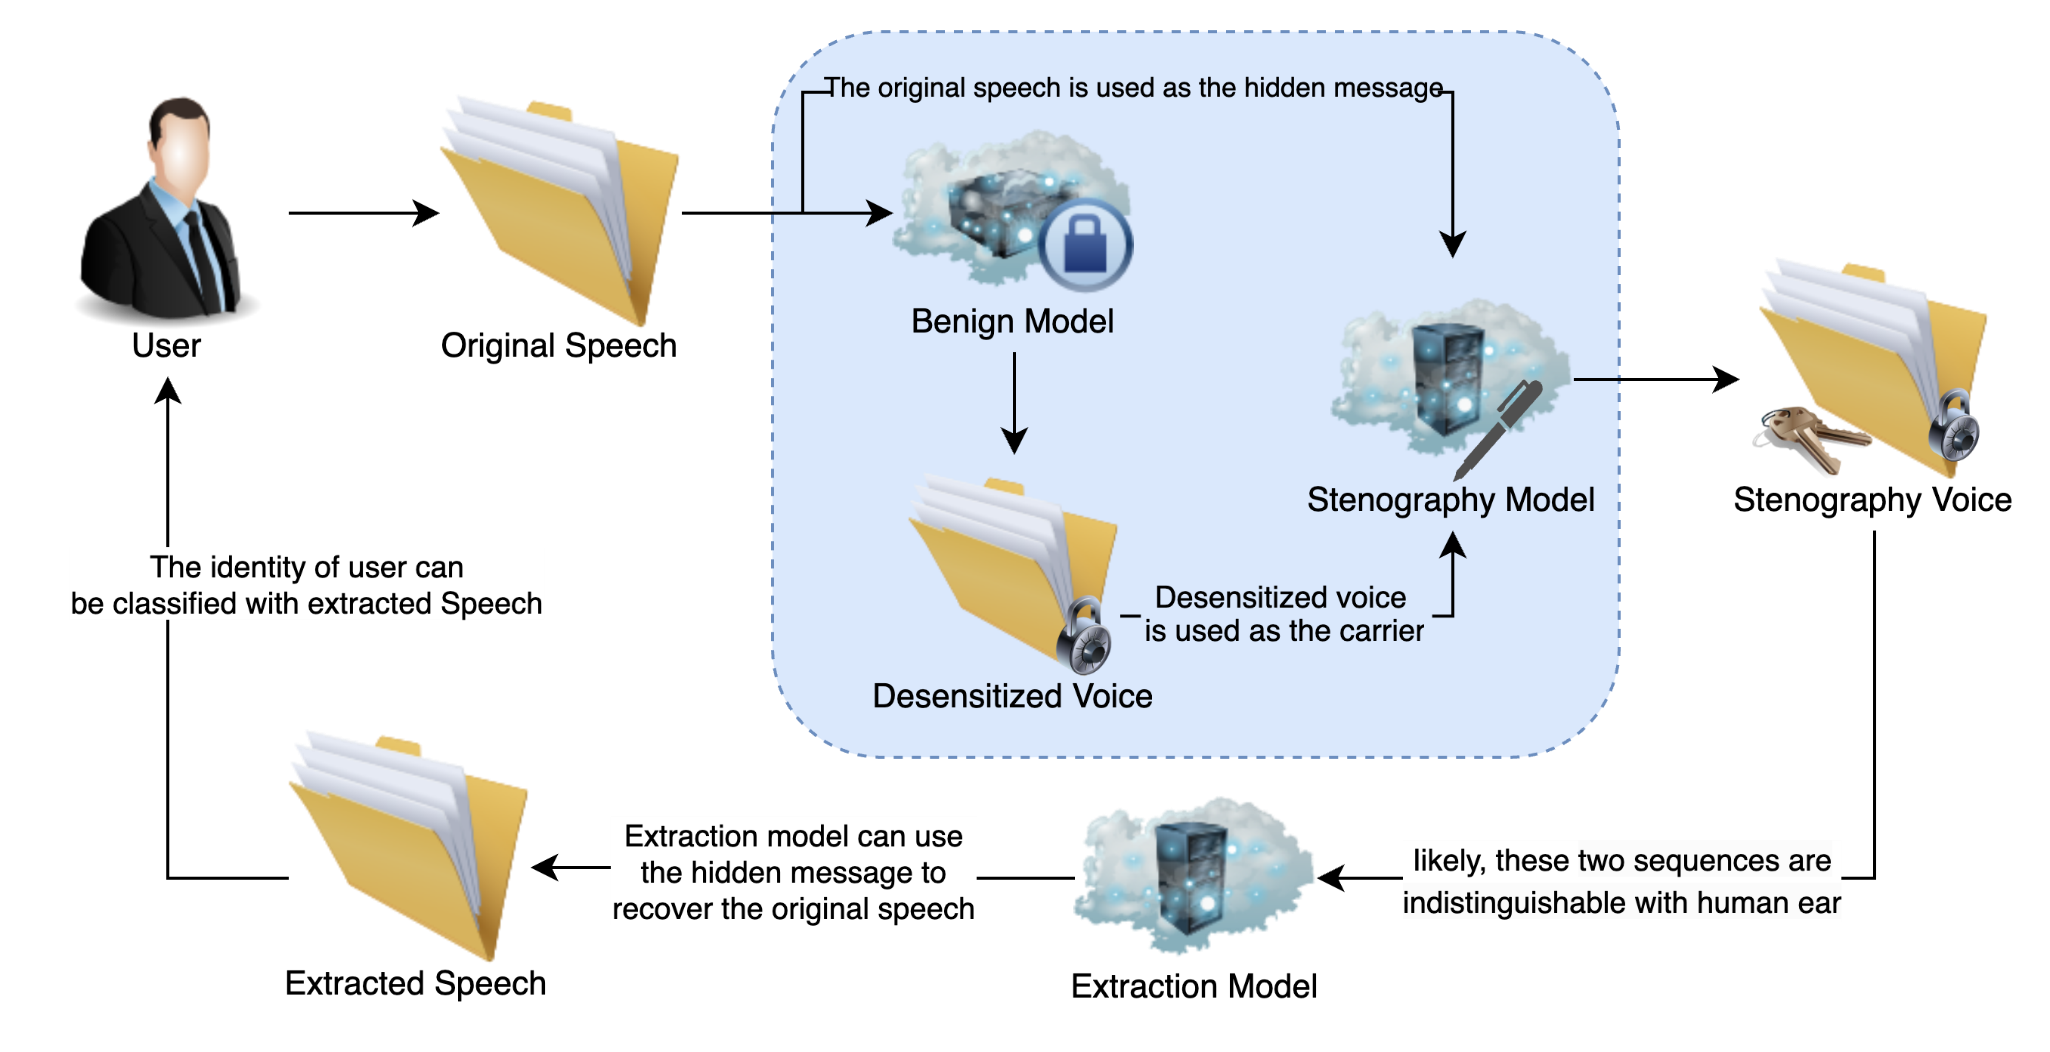 The original speech is used as the hidden message
User
Original Speech
Benign Model
Stenography Model
Stenography Voice
The identity of user can
be classified with extracted Speech
Desensitized voice
is used as the carrier
Desensitized Voice
Extraction model can use
the hidden message to
recover the original speech
likely, these two sequences are
indistinguishable with human ear
Extracted Speech
Extraction Model